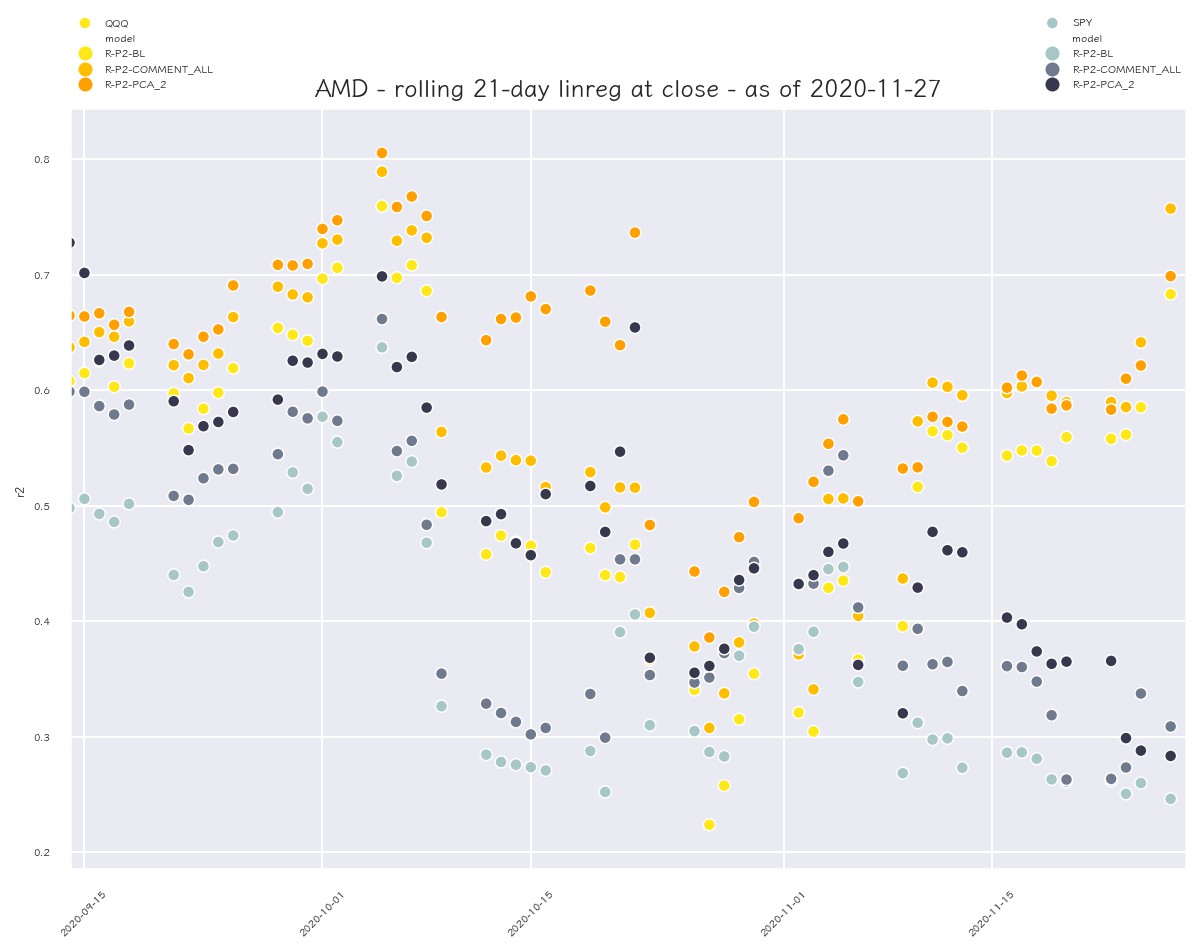 QQQ
model
R-P2-BL
R-P2-COMMENT_ALL
R-P2-PCA_2
SPY
model
R-P2-BL
R-P2-COMMENT_ALL
R-P2-PCA_2
AMD - rolling 21-day linreg at close - as of 2020-11-27
0.8
0.7
0.6
0.5
0.4
0.3
0.2
r2
2020-09-15
2020-10-01
2020-10-15
2020-11-01
2020-11-15